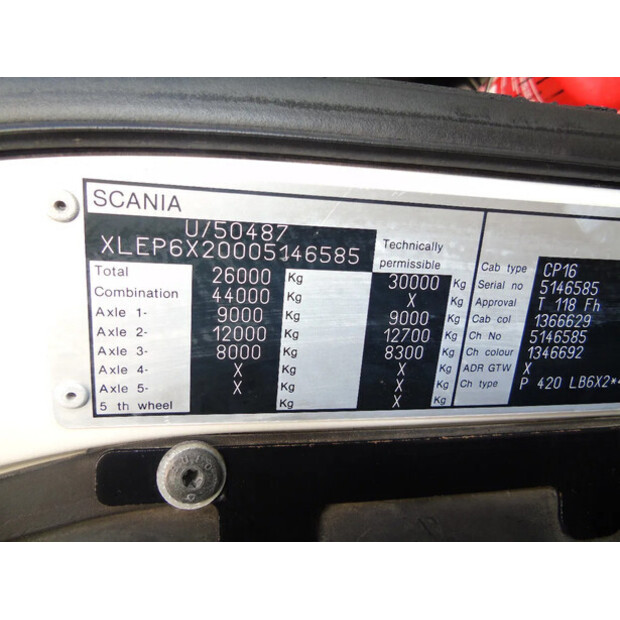 SCANIA
U/50487
XLEP6X20005146585
Technically
permissible
Total 26000 Kg 30000 Kg
Combination 44000 Kg X Kg
Axle 1- 9000 Kg 9000 Kg
Axle 2- 12000 Kg 12700 Kg
Axle 3- 8000 Kg 8300 Kg
Axle 4- X Kg X Kg
Axle 5- X Kg X Kg
5 th wheel X Kg X Kg
Cab type CP16
Serial no 5146585
Approval T 118 Fh
Cab col 1366629
Ch No 5146585
Ch colour 1346692
ADR GTW X
Ch type P 420 LB6X2*